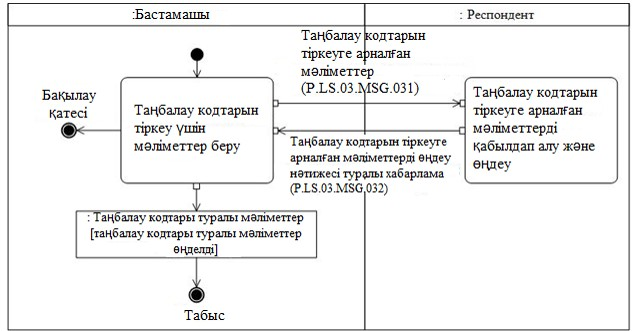 :Бастамашы
: Респондент
Таңбалау кодтарын
тіркеуге арналған
мәліметтер
(P.LS.03.MSG.031)
Бақылау
қатесі
Таңбалау кодтарын
тіркеу үшін
мәліметтер беру
Таңбалау кодтарын
тіркеуге арналған
мәліметтерді
қабылдап алу және
өңдеу
Таңбалау кодтарын тіркеуге
арналған мәліметтерді өңдеу
нәтижесі туралы хабарлама
(P.LS.03.MSG.032)
: Таңбалау кодтары туралы мәліметтер
[таңбалау кодтары туралы мәліметтер
өңделді]
Табыс